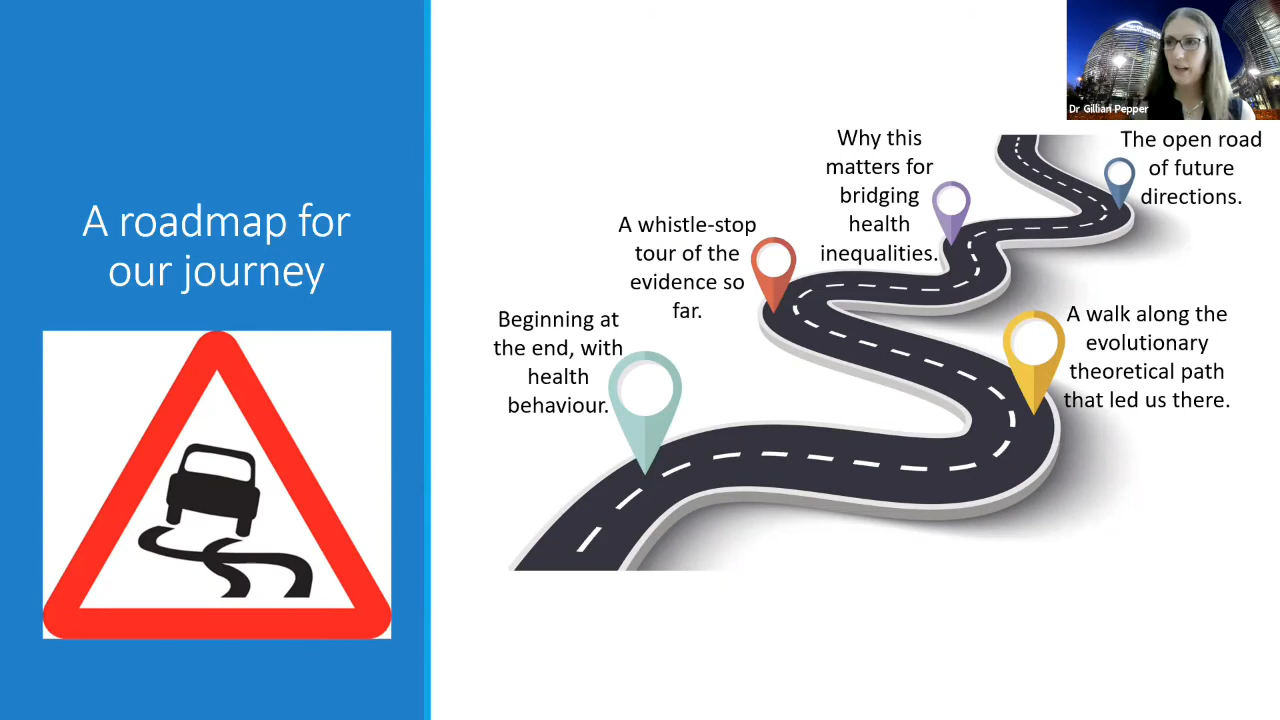 A roadmap for
our journey
Dr Gillian Pepper
Beginning at
the end, with
health
behaviour.
A walk along the
evolutionary
theoretical path
that led us there.
A whistle-stop
tour of the
evidence so
far.
Why this
matters for
bridging
health
inequalities.
The open road
of future
directions.